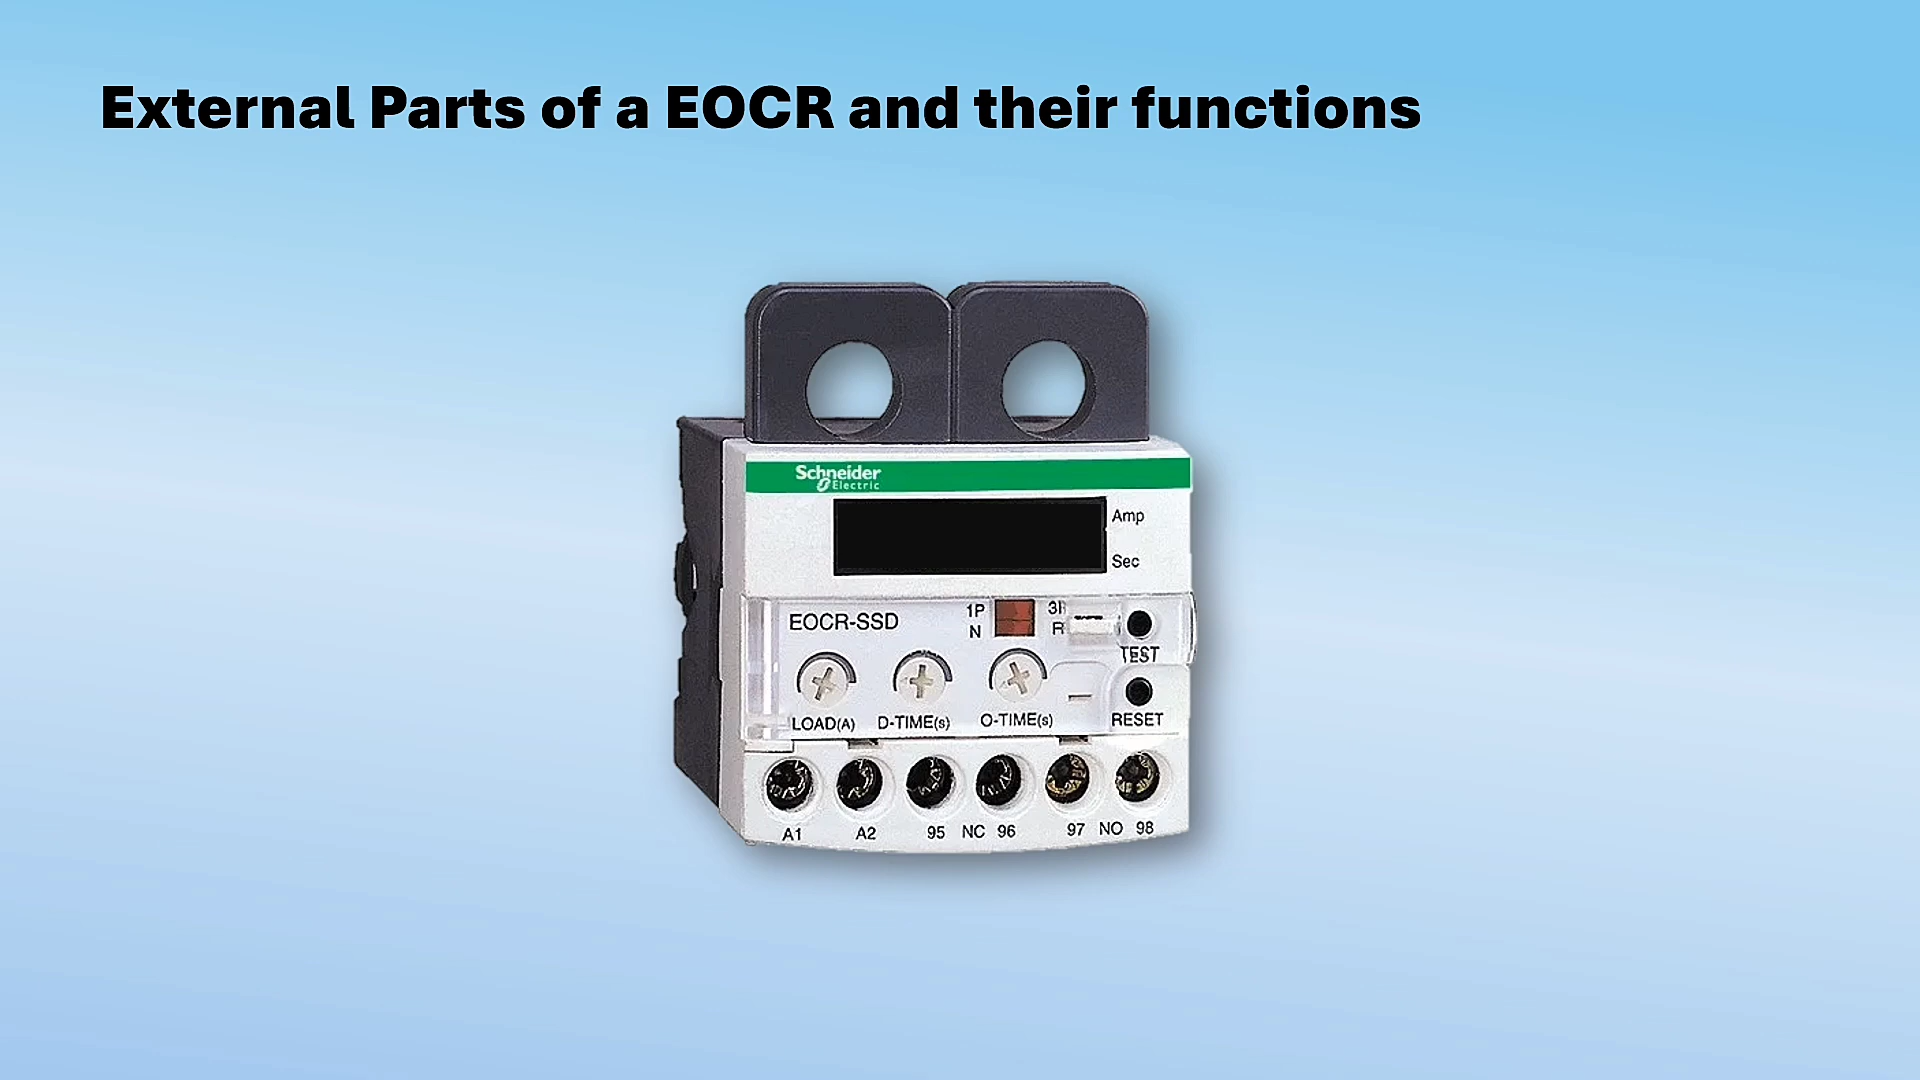 External Parts of a EOCR and their functions
Schneider
Electric
Amp
Sec
EOCR-SSD
1P
N
R
TEST
LOAD(A) D-TIME(s) O-TIME(s) RESET
A1 A2 95 NC 96 97 NO 98